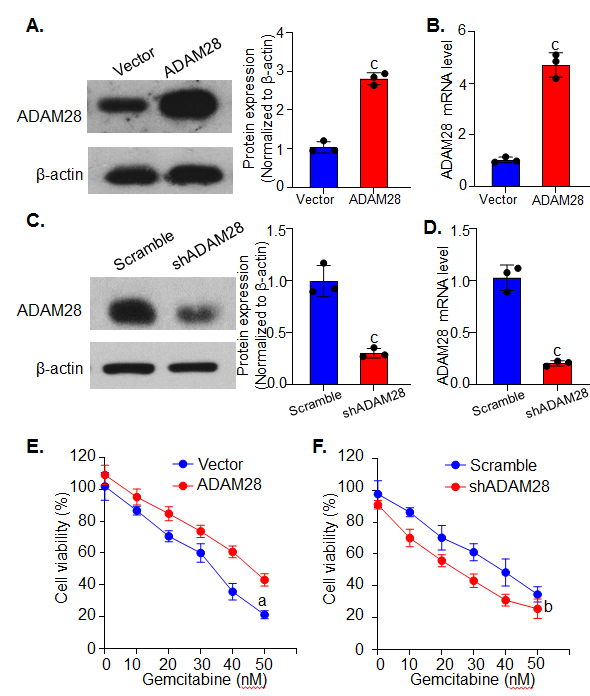 A.
Vector
ADAM28
ADAM28
β-actin
Protein expression
(Normalized to β-actin)
4
3
2
1
0
c
Vector
ADAM28
B.
ADAM28 mRNA level
6
4
2
0
c
Vector
ADAM28
C.
Scramble
shADAM28
ADAM28
β-actin
Protein expression
(Normalized to β-actin)
1.5
1.0
0.5
0.0
c
Scramble
shADAM28
D.
ADAM28 mRNA level
1.5
1.0
0.5
0.0
c
Scramble
shADAM28
E.
Cell viability (%)
120
100
80
60
40
20
0
Vector
ADAM28
a
0 10 20 30 40 50
Gemcitabine (nM)
F.
Cell viability (%)
120
100
80
60
40
20
0
Scramble
shADAM28
b
0 10 20 30 40 50
Gemcitabine (nM)